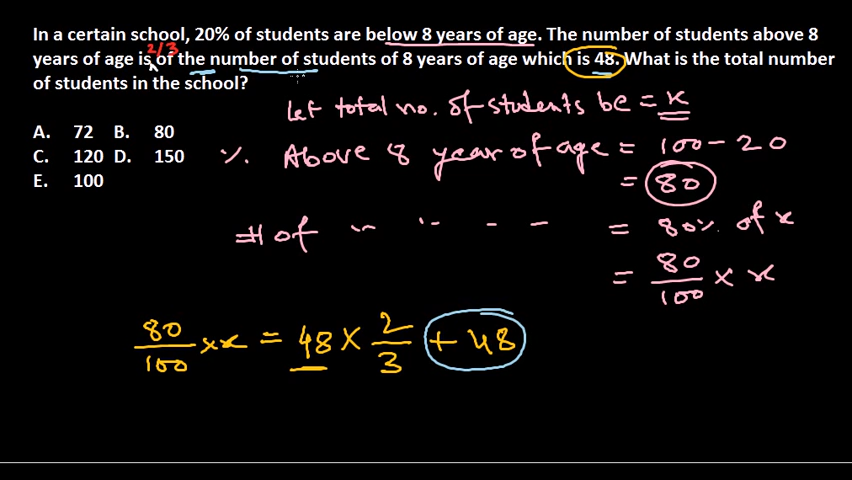 In a certain school, 20% of students are below 8 years of age. The number of students above 8
2/3
years of age is of the number of students of 8 years of age which is 48. What is the total number
of students in the school?
Let total no. of students be = x
A. 72 B. 80
C. 120 D. 150
E. 100
% Above 8 year of age = 100 - 20
= 80
# of " " - - = 80% of x
= 80/100 × x
80/100 × x = 48 × 2/3 + 48